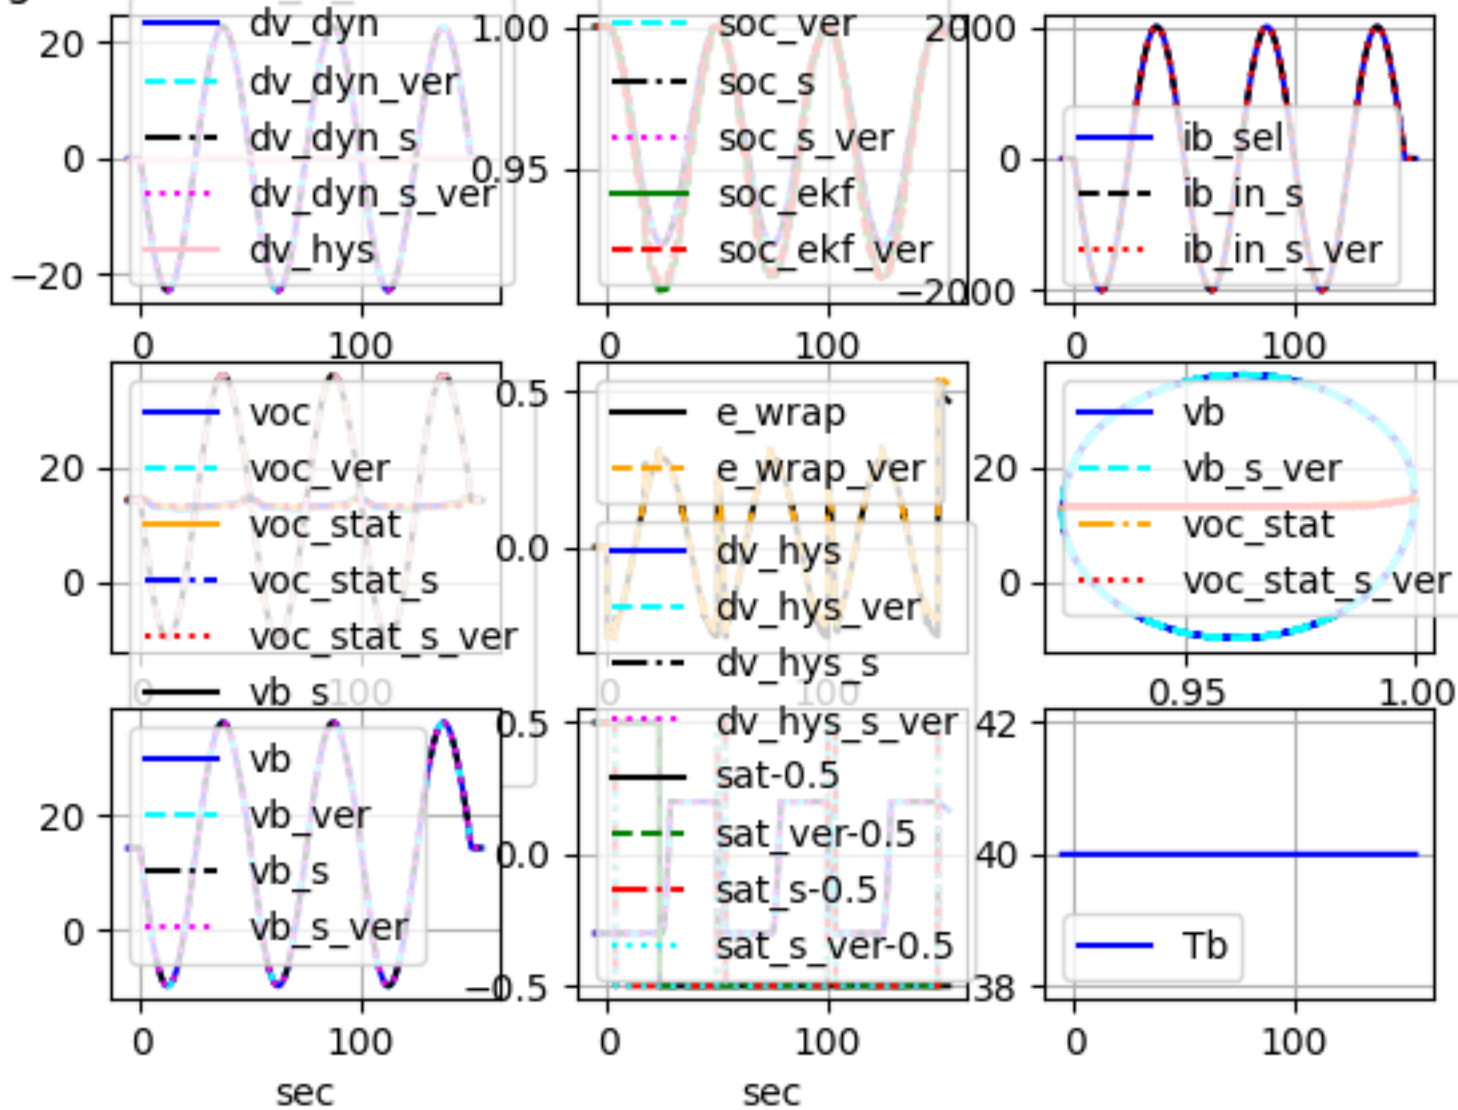 20
0
−20
dv_dyn
dv_dyn_ver
dv_dyn_s
dv_dyn_s_ver
dv_hys
0
100
1.00
0.95
soc_ver
soc_s
soc_s_ver
soc_ekf
soc_ekf_ver
0
100
2000
0
−2000
ib_sel
ib_in_s
ib_in_s_ver
0
100
20
0
voc
voc_ver
voc_stat
voc_stat_s
voc_stat_s_ver
vb_s
0
100
0.5
0.0
e_wrap
e_wrap_ver
dv_hys
dv_hys_ver
dv_hys_s
dv_hys_s_ver
sat-0.5
sat_ver-0.5
sat_s-0.5
sat_s_ver-0.5
0
100
20
0
vb
vb_s_ver
voc_stat
voc_stat_s_ver
0.95
1.00
20
0
vb
vb_ver
vb_s
vb_s_ver
0
100
sec
0.5
0.0
−0.5
0
100
sec
42
40
38
Tb
0
100